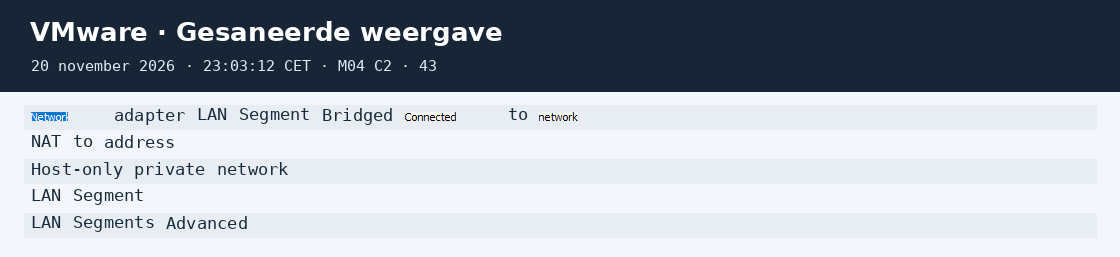 VMware · Gesaneerde weergave
20 november 2026 · 23:03:12 CET · M04 C2 · 43
Network adapter LAN Segment Bridged Connected to network
NAT to address
Host-only private network
LAN Segment
LAN Segments Advanced